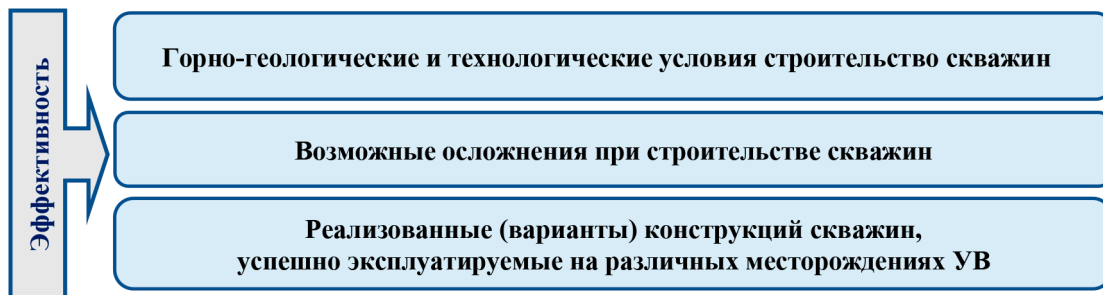 Эффективность
Горно-геологические и технологические условия строительство скважин
Возможные осложнения при строительстве скважин
Реализованные (варианты) конструкций скважин,
успешно эксплуатируемые на различных месторождениях УВ